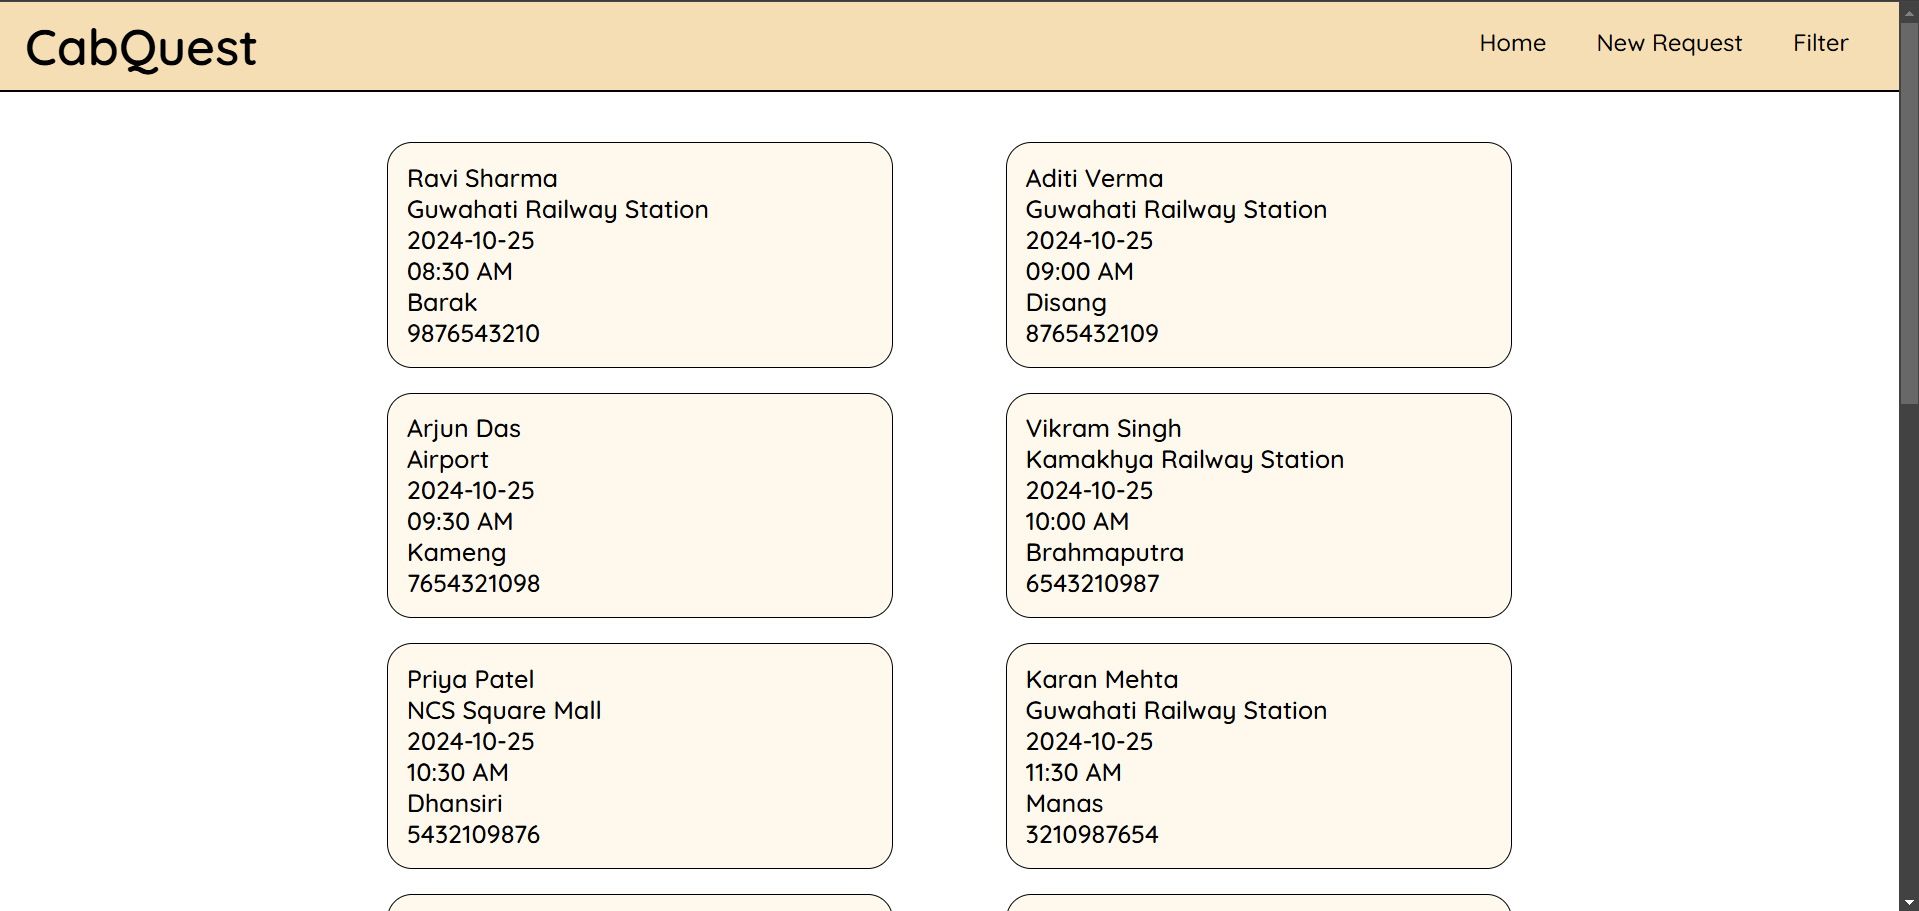 CabQuest
Home
New Request
Filter
Ravi Sharma
Guwahati Railway Station
2024-10-25
08:30 AM
Barak
9876543210
Aditi Verma
Guwahati Railway Station
2024-10-25
09:00 AM
Disang
8765432109
Arjun Das
Airport
2024-10-25
09:30 AM
Kameng
7654321098
Vikram Singh
Kamakhya Railway Station
2024-10-25
10:00 AM
Brahmaputra
6543210987
Priya Patel
NCS Square Mall
2024-10-25
10:30 AM
Dhansiri
5432109876
Karan Mehta
Guwahati Railway Station
2024-10-25
11:30 AM
Manas
3210987654